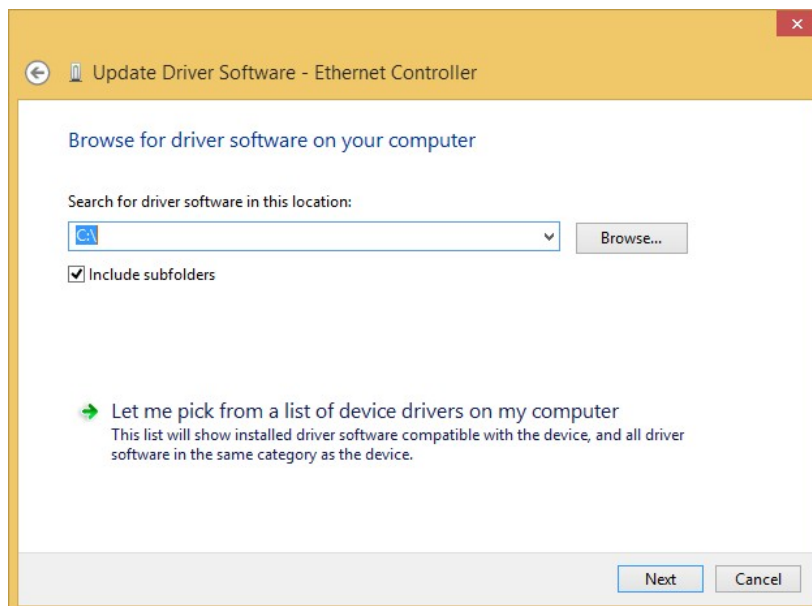 Update Driver Software - Ethernet Controller
Browse for driver software on your computer
Search for driver software in this location:
C:\
Browse...
Include subfolders
Let me pick from a list of device drivers on my computer
This list will show installed driver software compatible with the device, and all driver
software in the same category as the device.
Next
Cancel